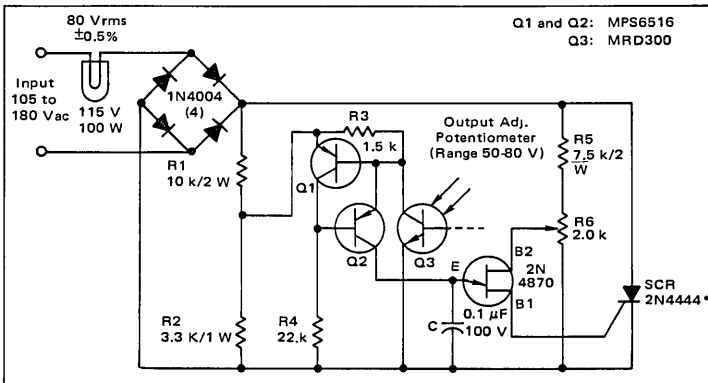 80 Vrms
±0.5%
Q1 and Q2: MPS6516
Q3: MRD300
Input
105 to
180 Vac
115 V
100 W
1N4004
(4)
R1
10 k/2 W
R3
1.5 k
Output Adj.
Potentiometer
(Range 50-80 V)
R5
7.5 k/2
W
Q1
Q2
Q3
R6
2.0 k
E
B2
2N
4870
B1
SCR
2N4444*
R2
3.3 K/1 W
R4
22.k
C
0.1 μF
100 V